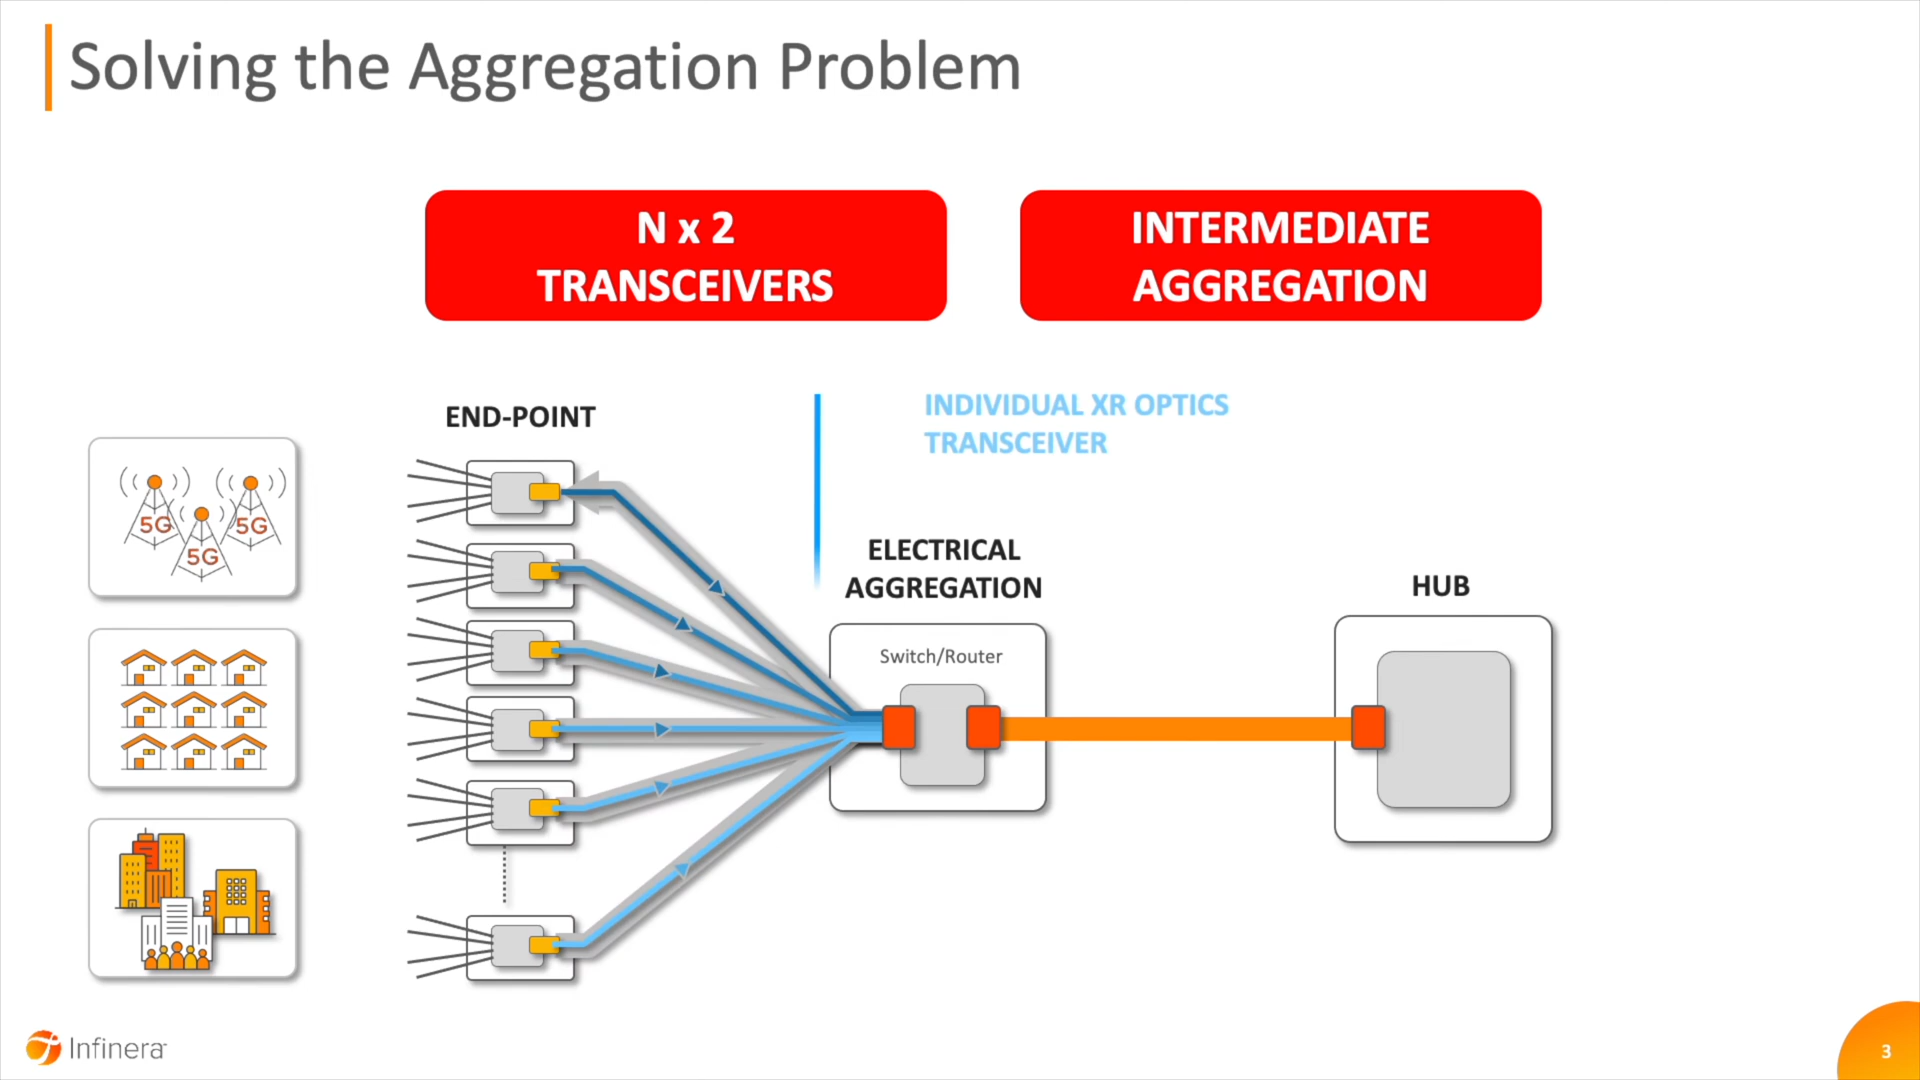 Solving the Aggregation Problem
N x 2
TRANSCEIVERS
INTERMEDIATE
AGGREGATION
END-POINT
INDIVIDUAL XR OPTICS
TRANSCEIVER
5G
5G
5G
ELECTRICAL
AGGREGATION
HUB
Switch/Router
Infinera
3